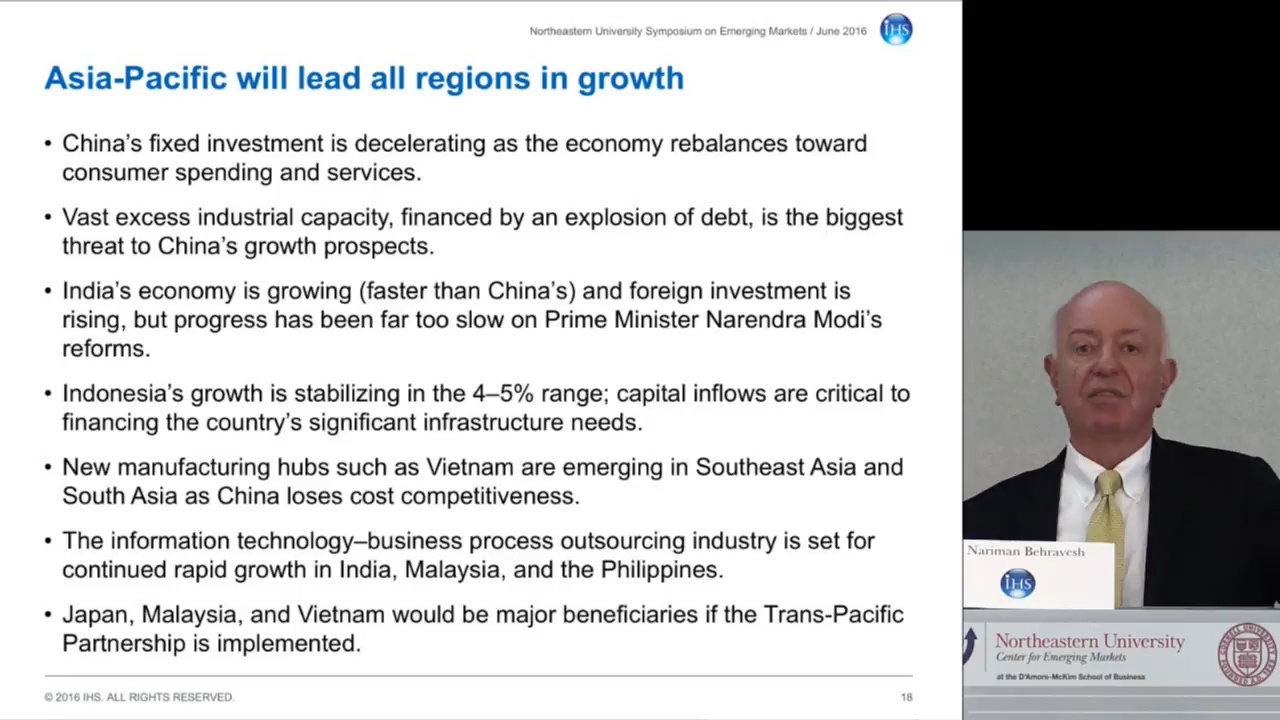 Northeastern University Symposium on Emerging Markets / June 2016
IHS
Asia-Pacific will lead all regions in growth
• China’s fixed investment is decelerating as the economy rebalances toward
consumer spending and services.
• Vast excess industrial capacity, financed by an explosion of debt, is the biggest
threat to China’s growth prospects.
• India’s economy is growing (faster than China’s) and foreign investment is
rising, but progress has been far too slow on Prime Minister Narendra Modi’s
reforms.
• Indonesia’s growth is stabilizing in the 4–5% range; capital inflows are critical to
financing the country’s significant infrastructure needs.
• New manufacturing hubs such as Vietnam are emerging in Southeast Asia and
South Asia as China loses cost competitiveness.
• The information technology–business process outsourcing industry is set for
continued rapid growth in India, Malaysia, and the Philippines.
• Japan, Malaysia, and Vietnam would be major beneficiaries if the Trans-Pacific
Partnership is implemented.
© 2016 IHS. ALL RIGHTS RESERVED.
18
Nariman Behravesh
IHS
Northeastern University
Center for Emerging Markets
at the D'Amore-McKim School of Business